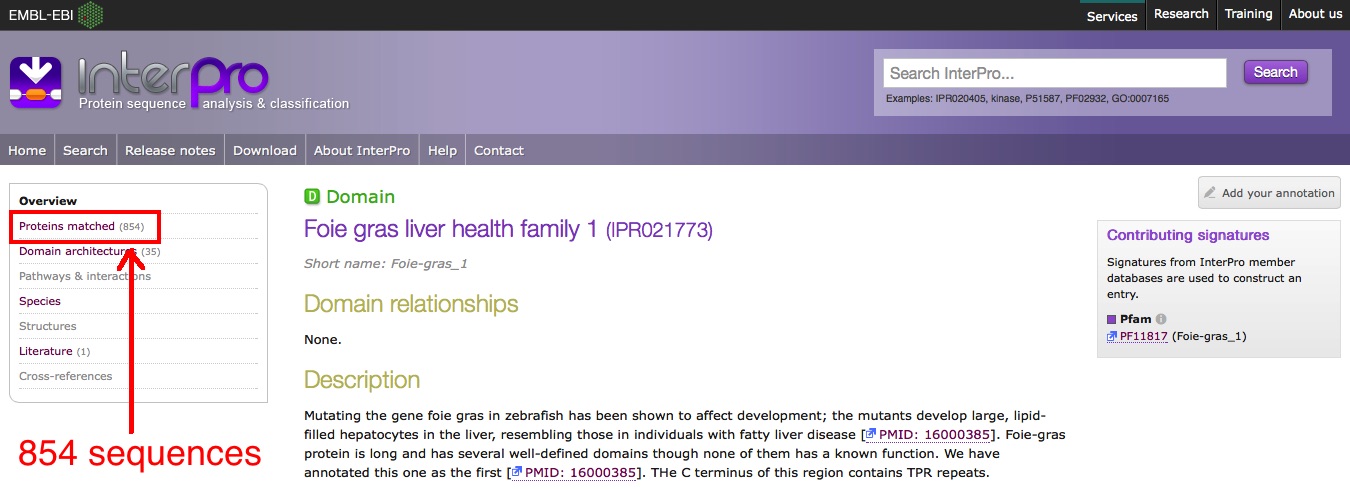 EMBL-EBI
Services
Research
Training
About us
InterPro
Protein sequence analysis & classification
Search InterPro...
Search
Examples: IPR020405, kinase, P51587, PF02932, GO:0007165
Home
Search
Release notes
Download
About InterPro
Help
Contact
Overview
Proteins matched (854)
Domain architectures (35)
Pathways & interactions
Species
Structures
Literature (1)
Cross-references
854 sequences
D Domain
Foie gras liver health family 1 (IPR021773)
Short name: Foie-gras_1
Domain relationships
None.
Description
Mutating the gene foie gras in zebrafish has been shown to affect development; the mutants develop large, lipid-
filled hepatocytes in the liver, resembling those in individuals with fatty liver disease [PMID: 16000385]. Foie-gras
protein is long and has several well-defined domains though none of them has a known function. We have
annotated this one as the first [PMID: 16000385]. THe C terminus of this region contains TPR repeats.
Add your annotation
Contributing signatures
Signatures from InterPro member
databases are used to construct an
entry.
Pfam
PF11817 (Foie-gras_1)